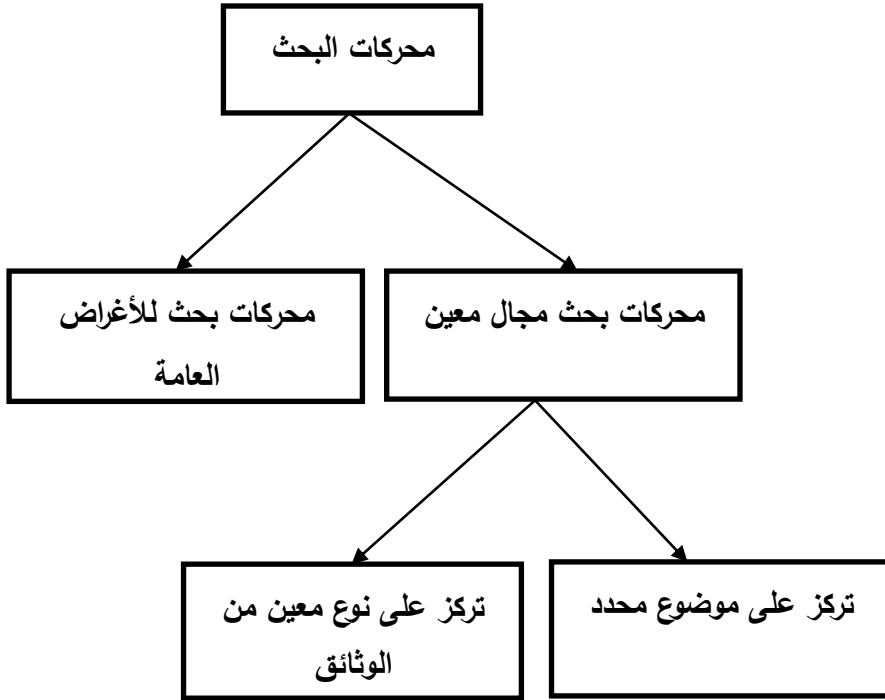 محركات البحث
محركات بحث مجال معين
محركات بحث للأغراض
العامة
تركز على موضوع محدد
تركز على نوع معين من
الوثائق